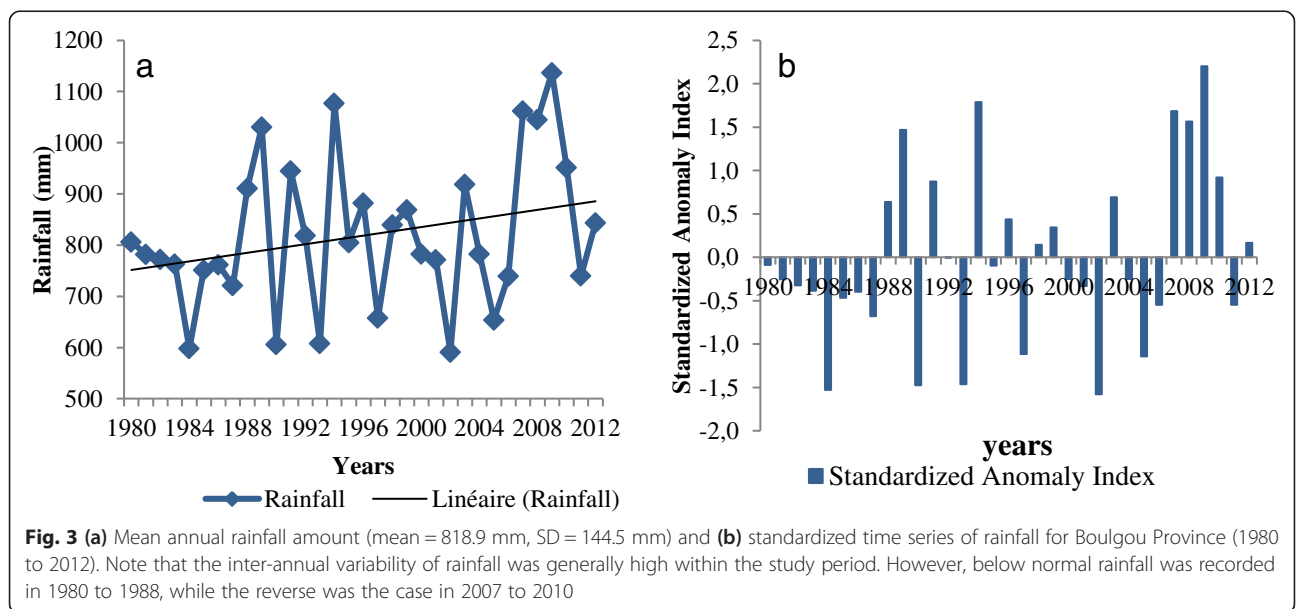 a
1200
1100
1000
900
800
700
600
500
Rainfall (mm)
1980 1984 1988 1992 1996 2000 2004 2008 2012
Years
Rainfall Linéaire (Rainfall)
b
2,5
2,0
1,5
1,0
0,5
0,0
-0,5
-1,0
-1,5
-2,0
Standardized Anomaly Index
1980 1984 1988 1992 1996 2000 2004 2008 2012
years
Standardized Anomaly Index
Fig. 3 (a) Mean annual rainfall amount (mean = 818.9 mm, SD = 144.5 mm) and (b) standardized time series of rainfall for Boulgou Province (1980
to 2012). Note that the inter-annual variability of rainfall was generally high within the study period. However, below normal rainfall was recorded
in 1980 to 1988, while the reverse was the case in 2007 to 2010